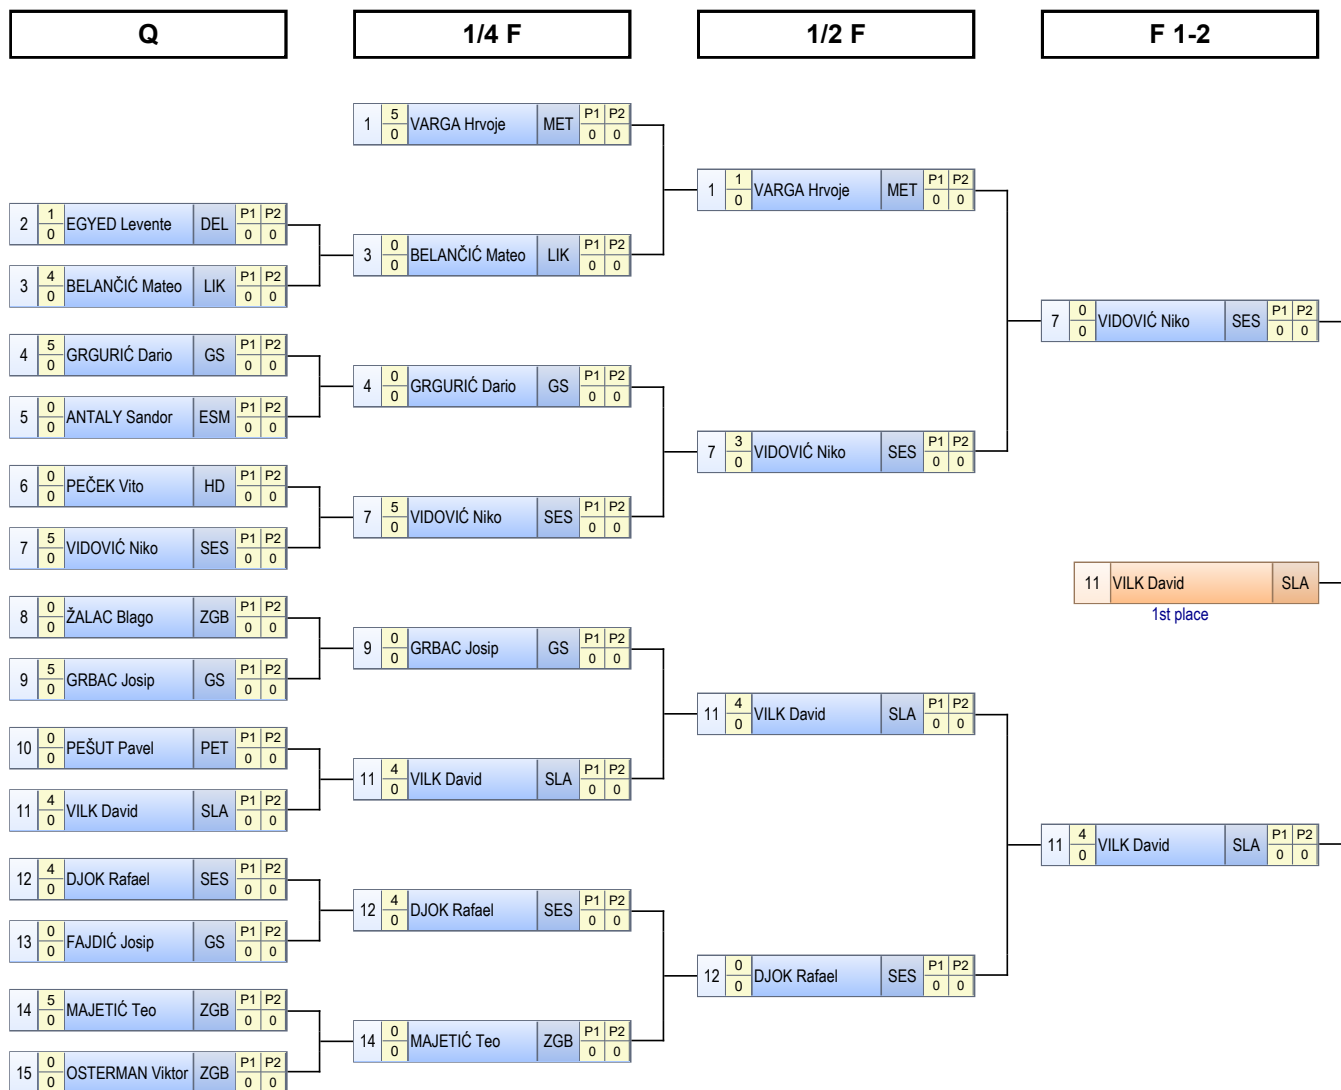 Q 1/4 F 1/2 F F 1-2
1 5 0 VARGA Hrvoje MET P1 P2 0 0
1 1 0 VARGA Hrvoje MET P1 P2 0 0
2 1 0 EGYED Levente DEL P1 P2 0 0
3 0 0 BELANČIĆ Mateo LIK P1 P2 0 0
3 4 0 BELANČIĆ Mateo LIK P1 P2 0 0
7 0 0 VIDOVIĆ Niko SES P1 P2 0 0
4 5 0 GRGURIĆ Dario GS P1 P2 0 0
4 0 0 GRGURIĆ Dario GS P1 P2 0 0
5 0 0 ANTALY Sandor ESM P1 P2 0 0
7 3 0 VIDOVIĆ Niko SES P1 P2 0 0
6 0 0 PEČEK Vito HD P1 P2 0 0
7 5 0 VIDOVIĆ Niko SES P1 P2 0 0
7 5 0 VIDOVIĆ Niko SES P1 P2 0 0
11 VILK David SLA
1st place
8 0 0 ŽALAC Blago ZGB P1 P2 0 0
9 0 0 GRBAC Josip GS P1 P2 0 0
9 5 0 GRBAC Josip GS P1 P2 0 0
11 4 0 VILK David SLA P1 P2 0 0
10 0 0 PEŠUT Pavel PET P1 P2 0 0
11 4 0 VILK David SLA P1 P2 0 0
11 4 0 VILK David SLA P1 P2 0 0
11 4 0 VILK David SLA P1 P2 0 0
12 4 0 DJOK Rafael SES P1 P2 0 0
12 4 0 DJOK Rafael SES P1 P2 0 0
13 0 0 FAJDIĆ Josip GS P1 P2 0 0
12 0 0 DJOK Rafael SES P1 P2 0 0
14 5 0 MAJETIĆ Teo ZGB P1 P2 0 0
14 0 0 MAJETIĆ Teo ZGB P1 P2 0 0
15 0 0 OSTERMAN Viktor ZGB P1 P2 0 0